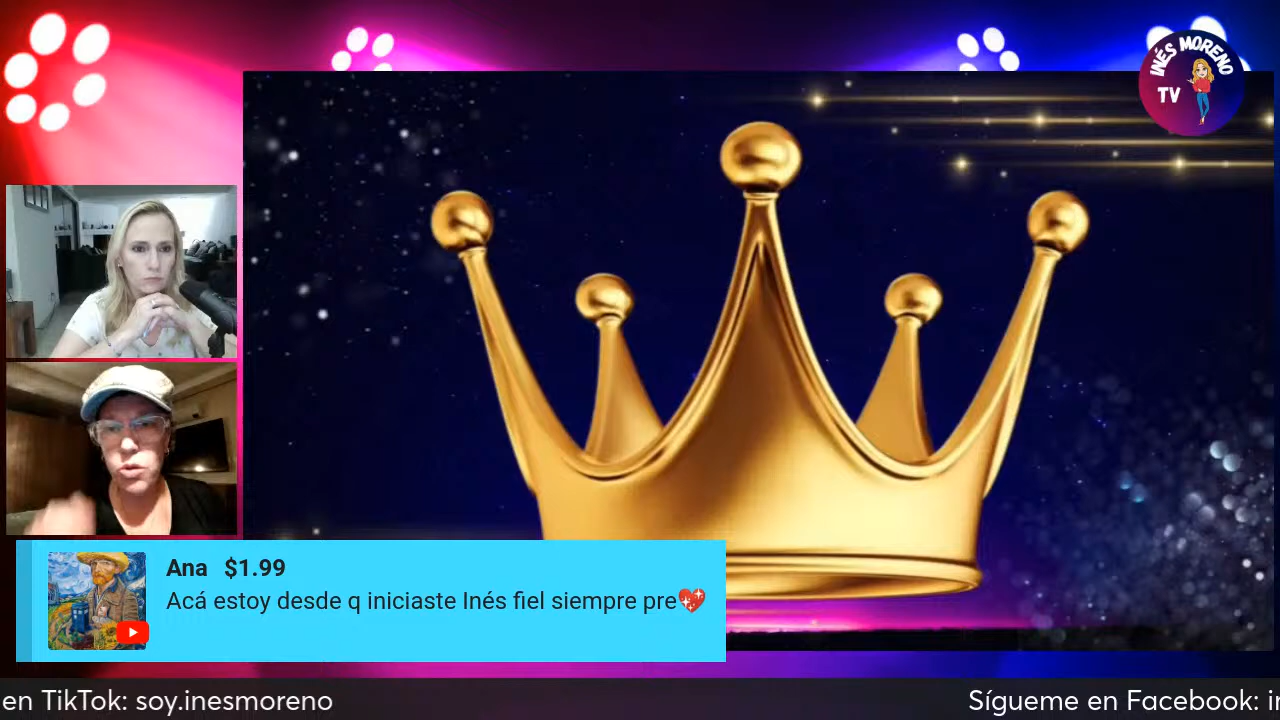 INÉS MORENO
TV
Ana $1.99
Acá estoy desde q iniciaste Inés fiel siempre pre💖
en TikTok: soy.inesmoreno
Sígueme en Facebook: i